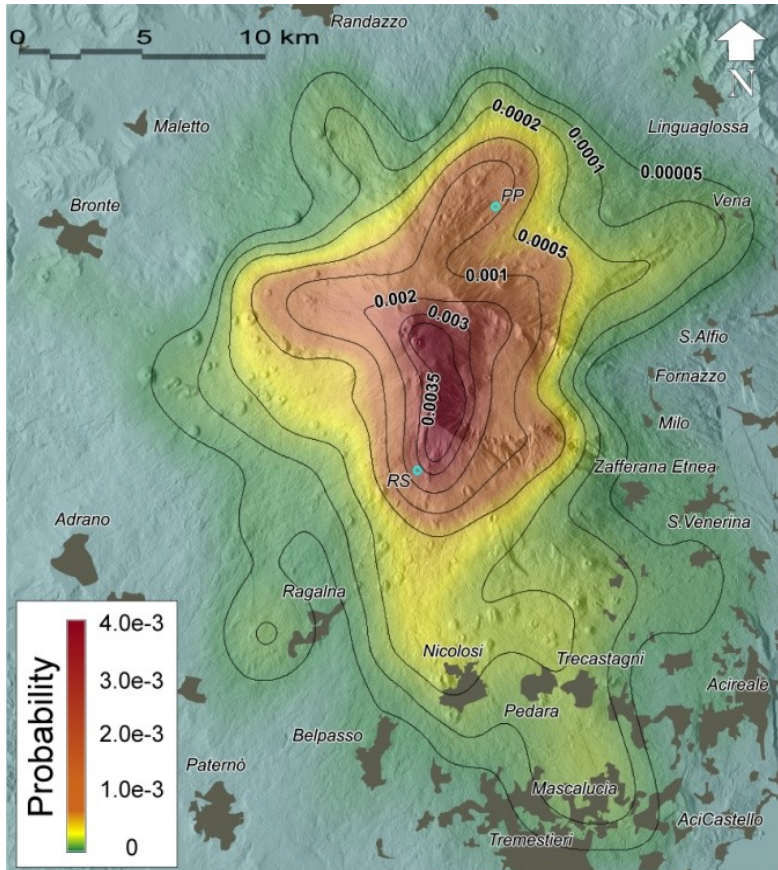 Randazzo
0 5 10 km
N
Maletto
Linguaglossa
0.0002
0.0001
0.00005
Bronte
PP
Vena
0.0005
0.001
0.002
0.003
S.Alfio
Fornazzo
0.0035
Milo
RS
Zafferana Etnea
Adrano
S.Venerina
Ragalna
Nicolosi
Trecastagni
Acireale
Pedara
Belpasso
Paternò
Mascalucia
AciCastello
Tremestieri
Probability
4.0e-3
3.0e-3
2.0e-3
1.0e-3
0